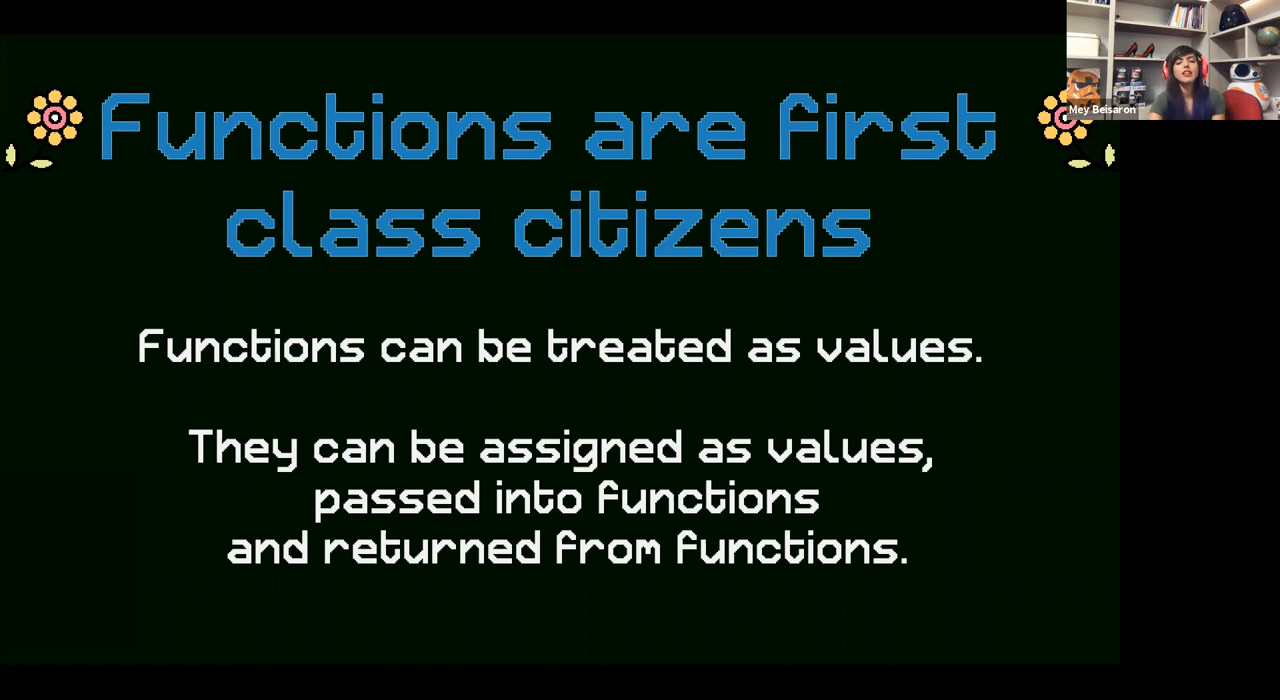 Functions are first
class citizens
Functions can be treated as values.
They can be assigned as values,
passed into functions
and returned from functions.
Mey Beisaron